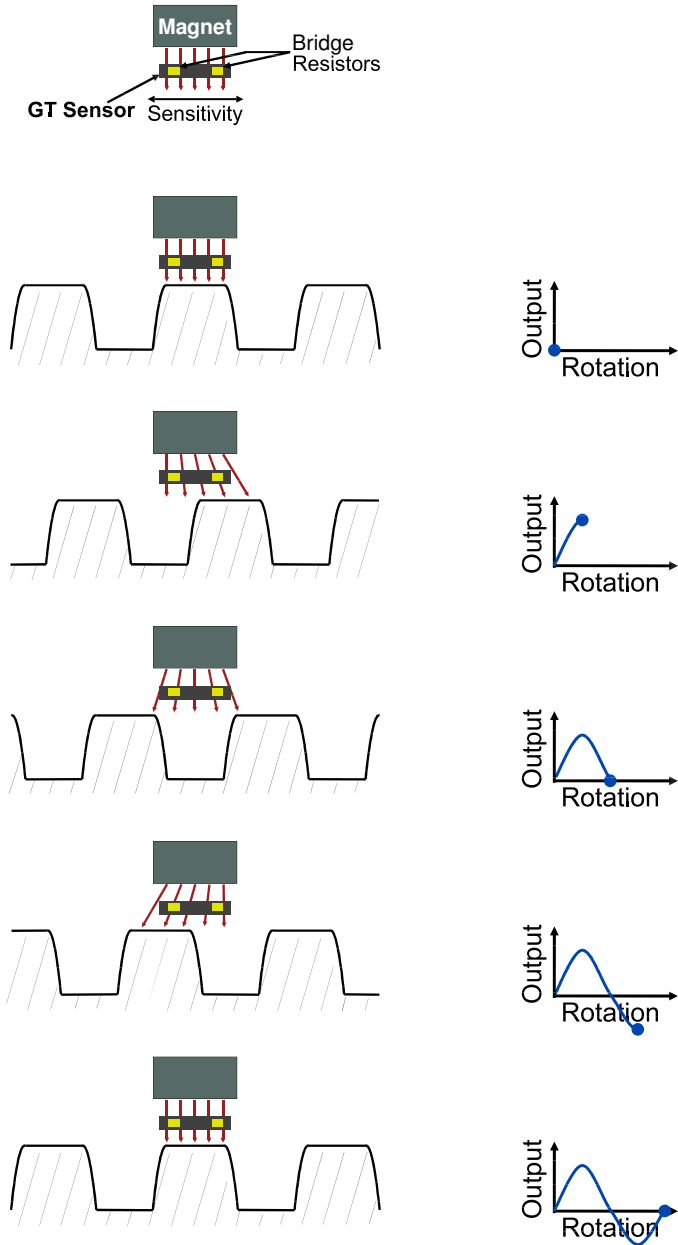 Magnet
Bridge
Resistors
GT Sensor
Sensitivity
Output
Rotation
Output
Rotation
Output
Rotation
Output
Rotation
Output
Rotation